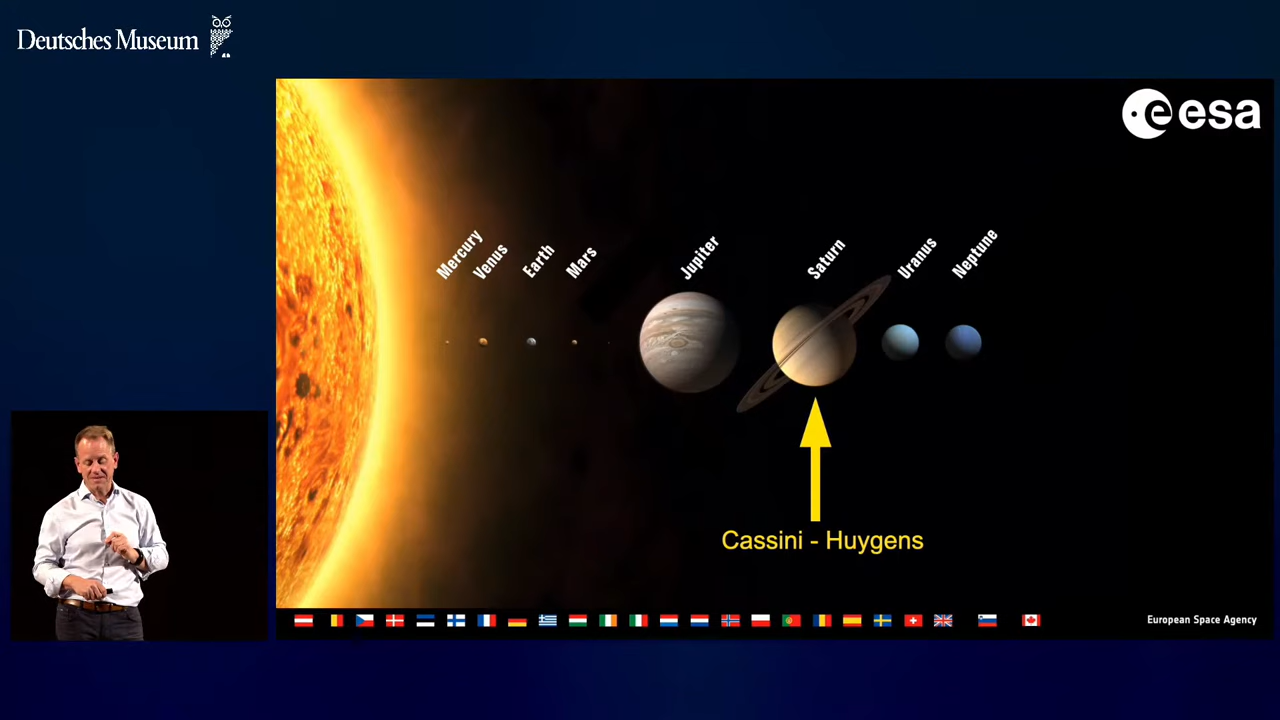 Deutsches Museum
esa
Mercury
Venus
Earth
Mars
Jupiter
Saturn
Uranus
Neptune
Cassini - Huygens
European Space Agency